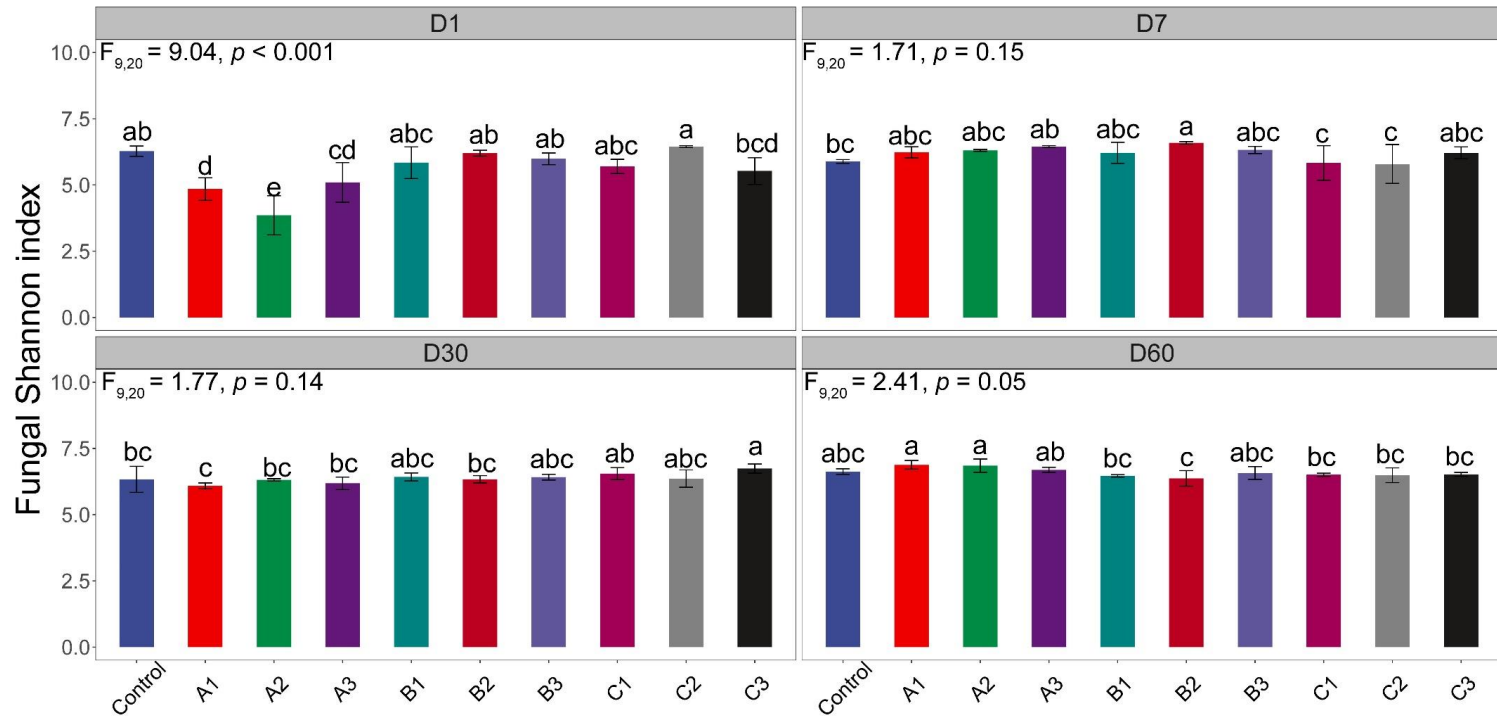 Fungal Shannon index
D1
F9,20 = 9.04, p < 0.001
10.0
7.5
5.0
2.5
0.0
ab
d
e
cd
abc
ab
ab
abc
a
bcd
D7
F9,20 = 1.71, p = 0.15
bc
abc
abc
ab
abc
a
abc
c
c
abc
D30
F9,20 = 1.77, p = 0.14
10.0
7.5
5.0
2.5
0.0
bc
c
bc
bc
abc
bc
abc
ab
abc
a
D60
F9,20 = 2.41, p = 0.05
abc
a
a
ab
bc
c
abc
bc
bc
bc
Control
A1
A2
A3
B1
B2
B3
C1
C2
C3
Control
A1
A2
A3
B1
B2
B3
C1
C2
C3